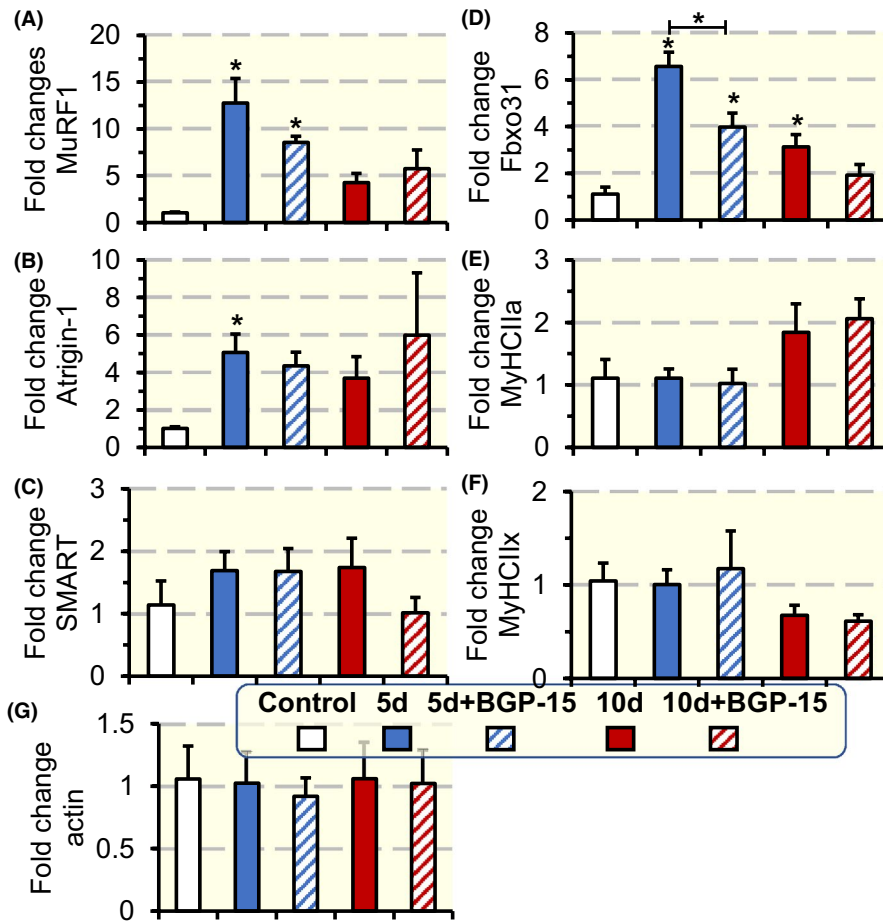 (A)
Fold changes
MuRF1
20
15
10
5
0
*
*
(B)
Fold change
Atrigin-1
10
8
6
4
2
0
*
(C)
Fold change
SMART
3
2
1
0
(D)
Fold change
Fbxo31
8
6
4
2
0
*
*
*
*
(E)
Fold change
MyHCIIa
3
2
1
0
(F)
Fold change
MyHCIIx
2
1
0
Control 5d 5d+BGP-15 10d 10d+BGP-15
(G)
Fold change
actin
1.5
1
0.5
0